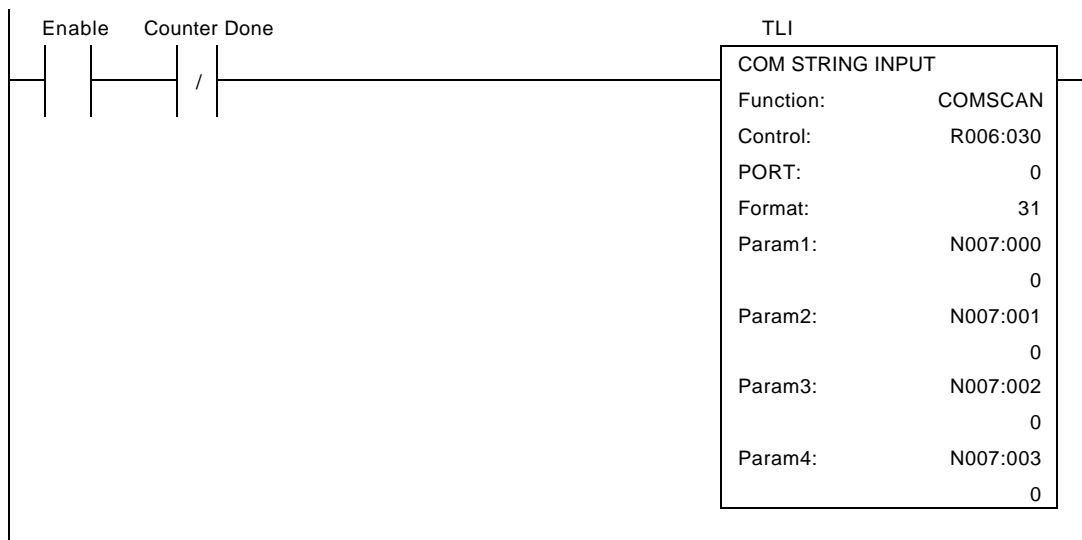 Enable Counter Done TLI
COM STRING INPUT
/
Function: COMSCAN
Control: R006:030
PORT: 0
Format: 31
Param1: N007:000
0
Param2: N007:001
0
Param3: N007:002
0
Param4: N007:003
0